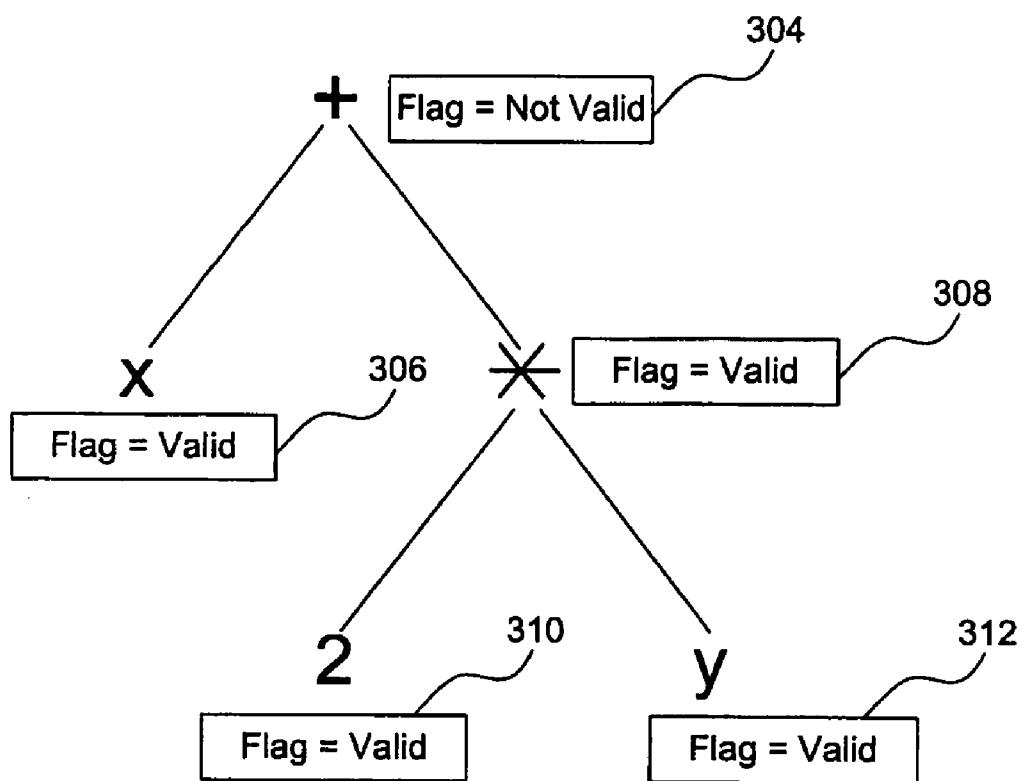 304
+
Flag = Not Valid
308
x
306
*
Flag = Valid
Flag = Valid
2
310
y
312
Flag = Valid
Flag = Valid